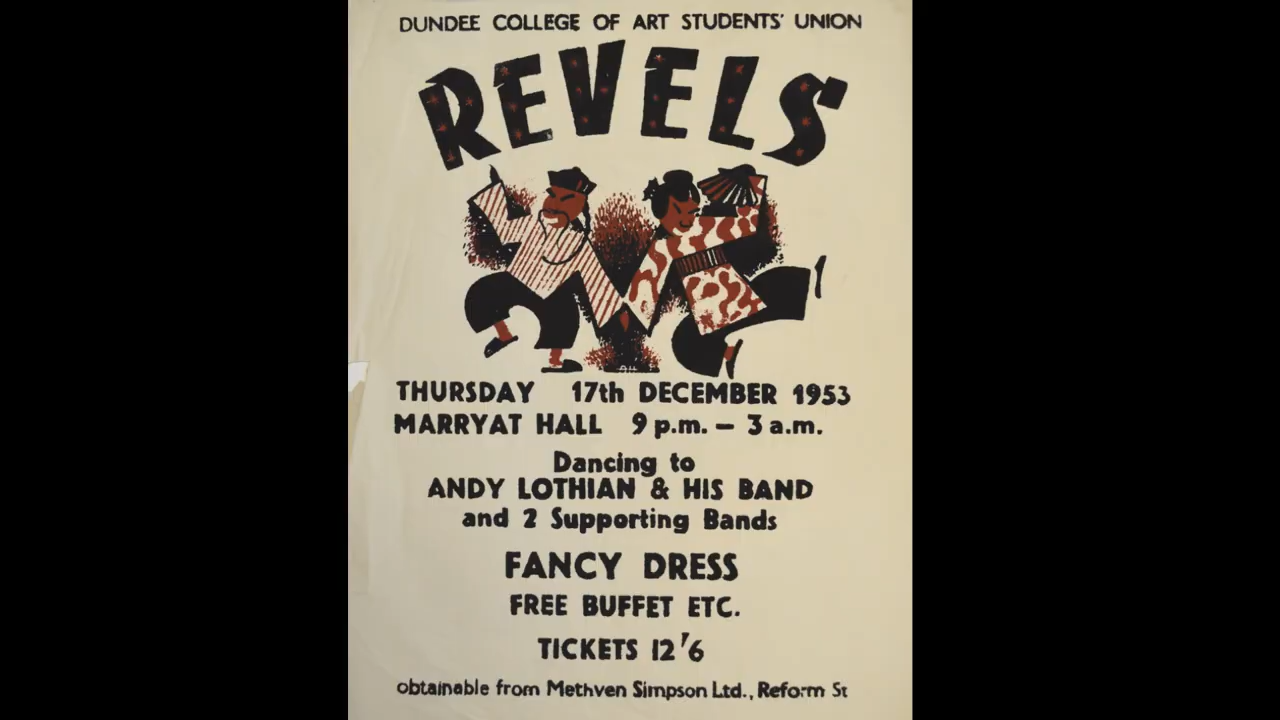 DUNDEE COLLEGE OF ART STUDENTS' UNION
REVELS
THURSDAY 17th DECEMBER 1953
MARRYAT HALL 9 p.m. – 3 a.m.
Dancing to
ANDY LOTHIAN & HIS BAND
and 2 Supporting Bands
FANCY DRESS
FREE BUFFET ETC.
TICKETS 12'6
obtainable from Methven Simpson Ltd., Reform St